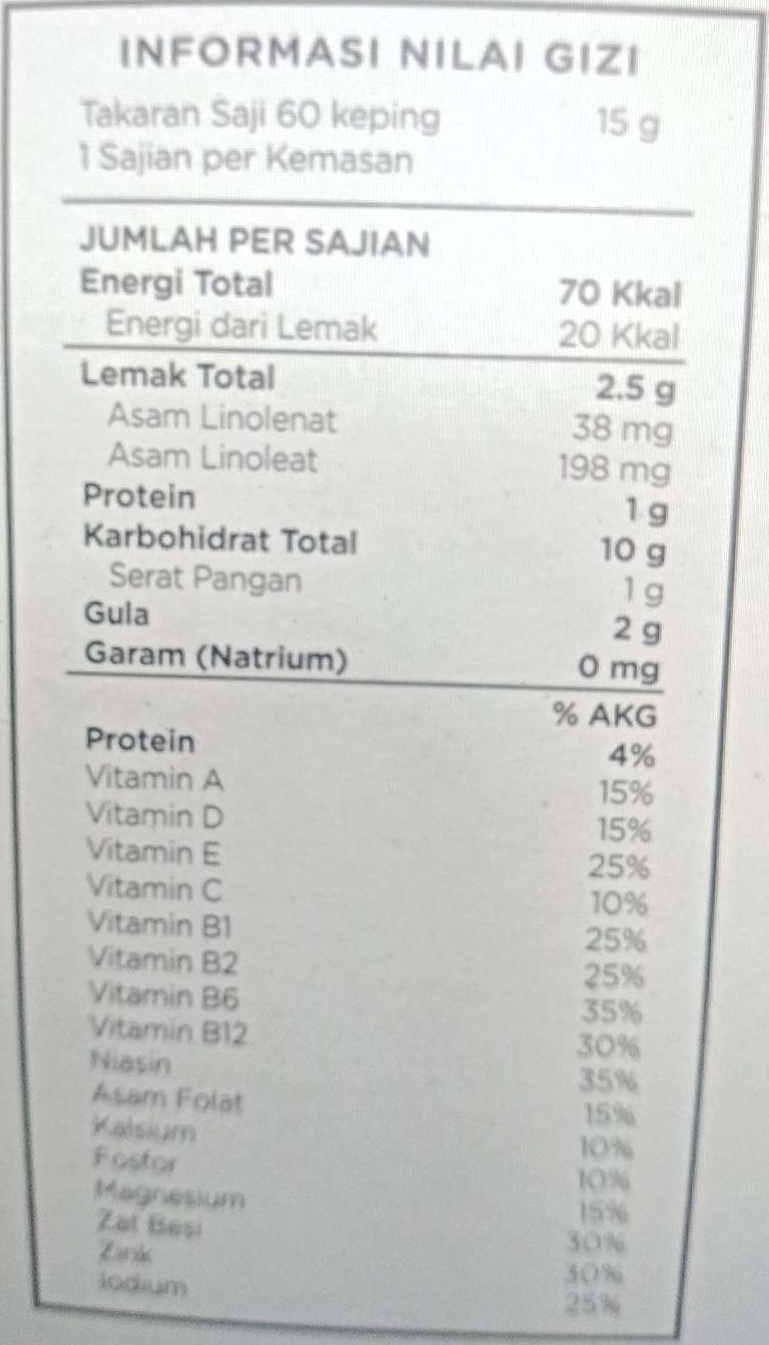 INFORMASI NILAI GIZI
Takaran Saji 60 keping 15 g
1 Sajian per Kemasan
JUMLAH PER SAJIAN
Energi Total 70 Kkal
Energi dari Lemak 20 Kkal
Lemak Total 2.5 g
Asam Linolenat 38 mg
Asam Linoleat 198 mg
Protein 1 g
Karbohidrat Total 10 g
Serat Pangan 1 g
Gula 2 g
Garam (Natrium) 0 mg
% AKG
Protein 4%
Vitamin A 15%
Vitamin D 15%
Vitamin E 25%
Vitamin C 10%
Vitamin B1 25%
Vitamin B2 25%
Vitamin B6 35%
Vitamin B12 30%
Niasin 35%
Asam Folat 15%
Kalsium 10%
Fosfor 10%
Magnesium 15%
Zat Besi 30%
Zink 30%
Iodium 25%